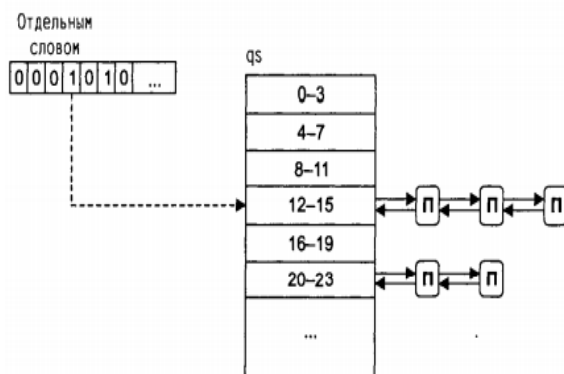 Отдельным
словом
0 0 0 1 0 1 0 ...
qs
0–3
4–7
8–11
12–15
П П П
16–19
20–23
П П
...